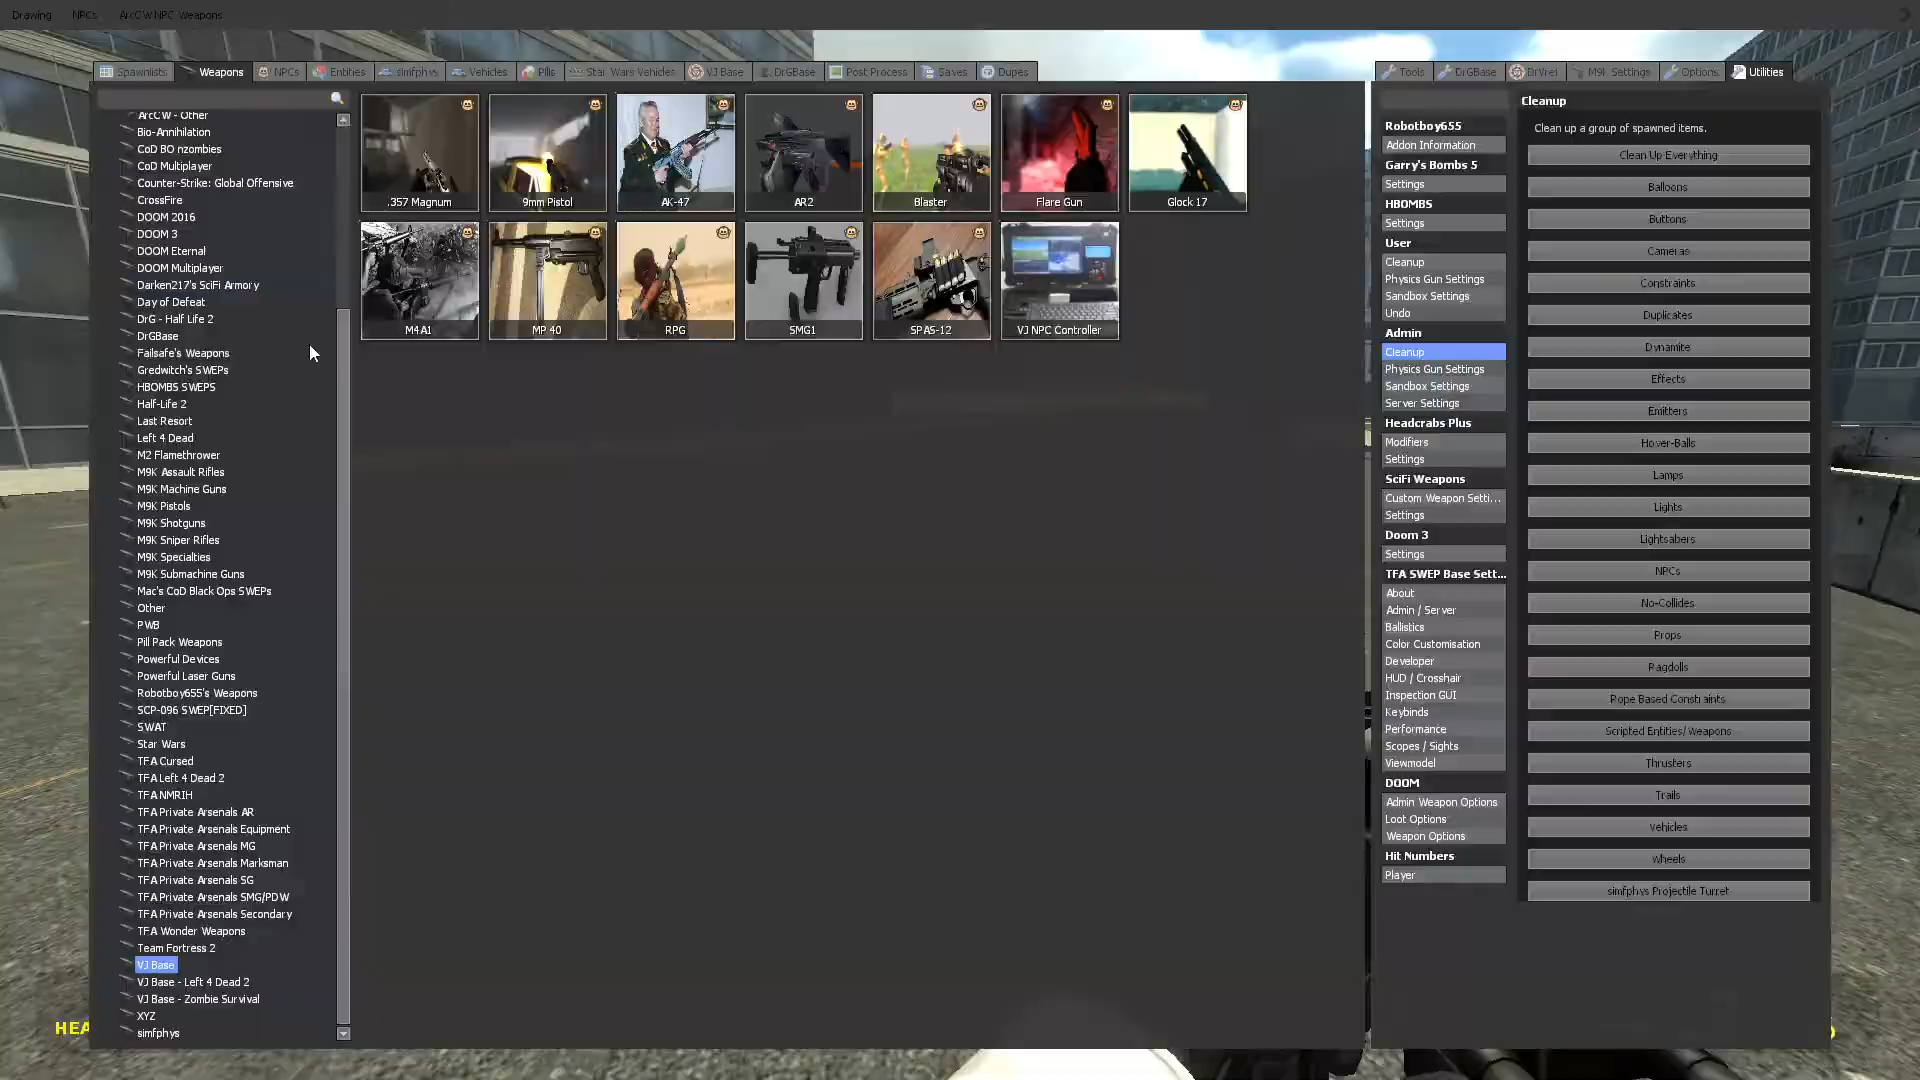 Drawing NPCs ArcCW NPC Weapons
Spawnlists Weapons NPCs Entities simfphys Vehicles Pills Star Wars Vehicles VJ Base DrGBase Post Process Saves Dupes
Tools DrGBase DrVrej M9K Settings Options Utilities
ArcCW - Other
Bio-Annihilation
CoD BO nzombies
CoD Multiplayer
Counter-Strike: Global Offensive
CrossFire
DOOM 2016
DOOM 3
DOOM Eternal
DOOM Multiplayer
Darken217's SciFi Armory
Day of Defeat
DrG - Half Life 2
DrGBase
Failsafe's Weapons
Gredwitch's SWEPs
HBOMBS SWEPS
Half-Life 2
Last Resort
Left 4 Dead
M2 Flamethrower
M9K Assault Rifles
M9K Machine Guns
M9K Pistols
M9K Shotguns
M9K Sniper Rifles
M9K Specialties
M9K Submachine Guns
Mac's CoD Black Ops SWEPs
Other
PWB
Pill Pack Weapons
Powerful Devices
Powerful Laser Guns
Robotboy655's Weapons
SCP-096 SWEP[FIXED]
SWAT
Star Wars
TFA Cursed
TFA Left 4 Dead 2
TFA NMRIH
TFA Private Arsenals AR
TFA Private Arsenals Equipment
TFA Private Arsenals MG
TFA Private Arsenals Marksman
TFA Private Arsenals SG
TFA Private Arsenals SMG/PDW
TFA Private Arsenals Secondary
TFA Wonder Weapons
Team Fortress 2
VJ Base
VJ Base - Left 4 Dead 2
VJ Base - Zombie Survival
XYZ
simfphys
HEA
.357 Magnum 9mm Pistol AK-47 AR2 Blaster Flare Gun Glock 17
M4A1 MP 40 RPG SMG1 SPAS-12 VJ NPC Controller
Robotboy655
Addon Information
Garry's Bombs 5
Settings
HBOMBS
Settings
User
Cleanup
Physics Gun Settings
Sandbox Settings
Undo
Admin
Cleanup
Physics Gun Settings
Sandbox Settings
Server Settings
Headcrabs Plus
Modifiers
Settings
SciFi Weapons
Custom Weapon Setti...
Settings
Doom 3
Settings
TFA SWEP Base Sett...
About
Admin / Server
Ballistics
Color Customisation
Developer
HUD / Crosshair
Inspection GUI
Keybinds
Performance
Scopes / Sights
Viewmodel
DOOM
Admin Weapon Options
Loot Options
Weapon Options
Hit Numbers
Player
Cleanup
Clean up a group of spawned items.
Clean Up Everything
Balloons
Buttons
Cameras
Constraints
Duplicates
Dynamite
Effects
Emitters
Hover-Balls
Lamps
Lights
Lightsabers
NPCs
No-Collides
Props
Ragdolls
Rope Based Constraints
Scripted Entities/Weapons
Thrusters
Trails
Vehicles
Wheels
simfphys Projectile Turret